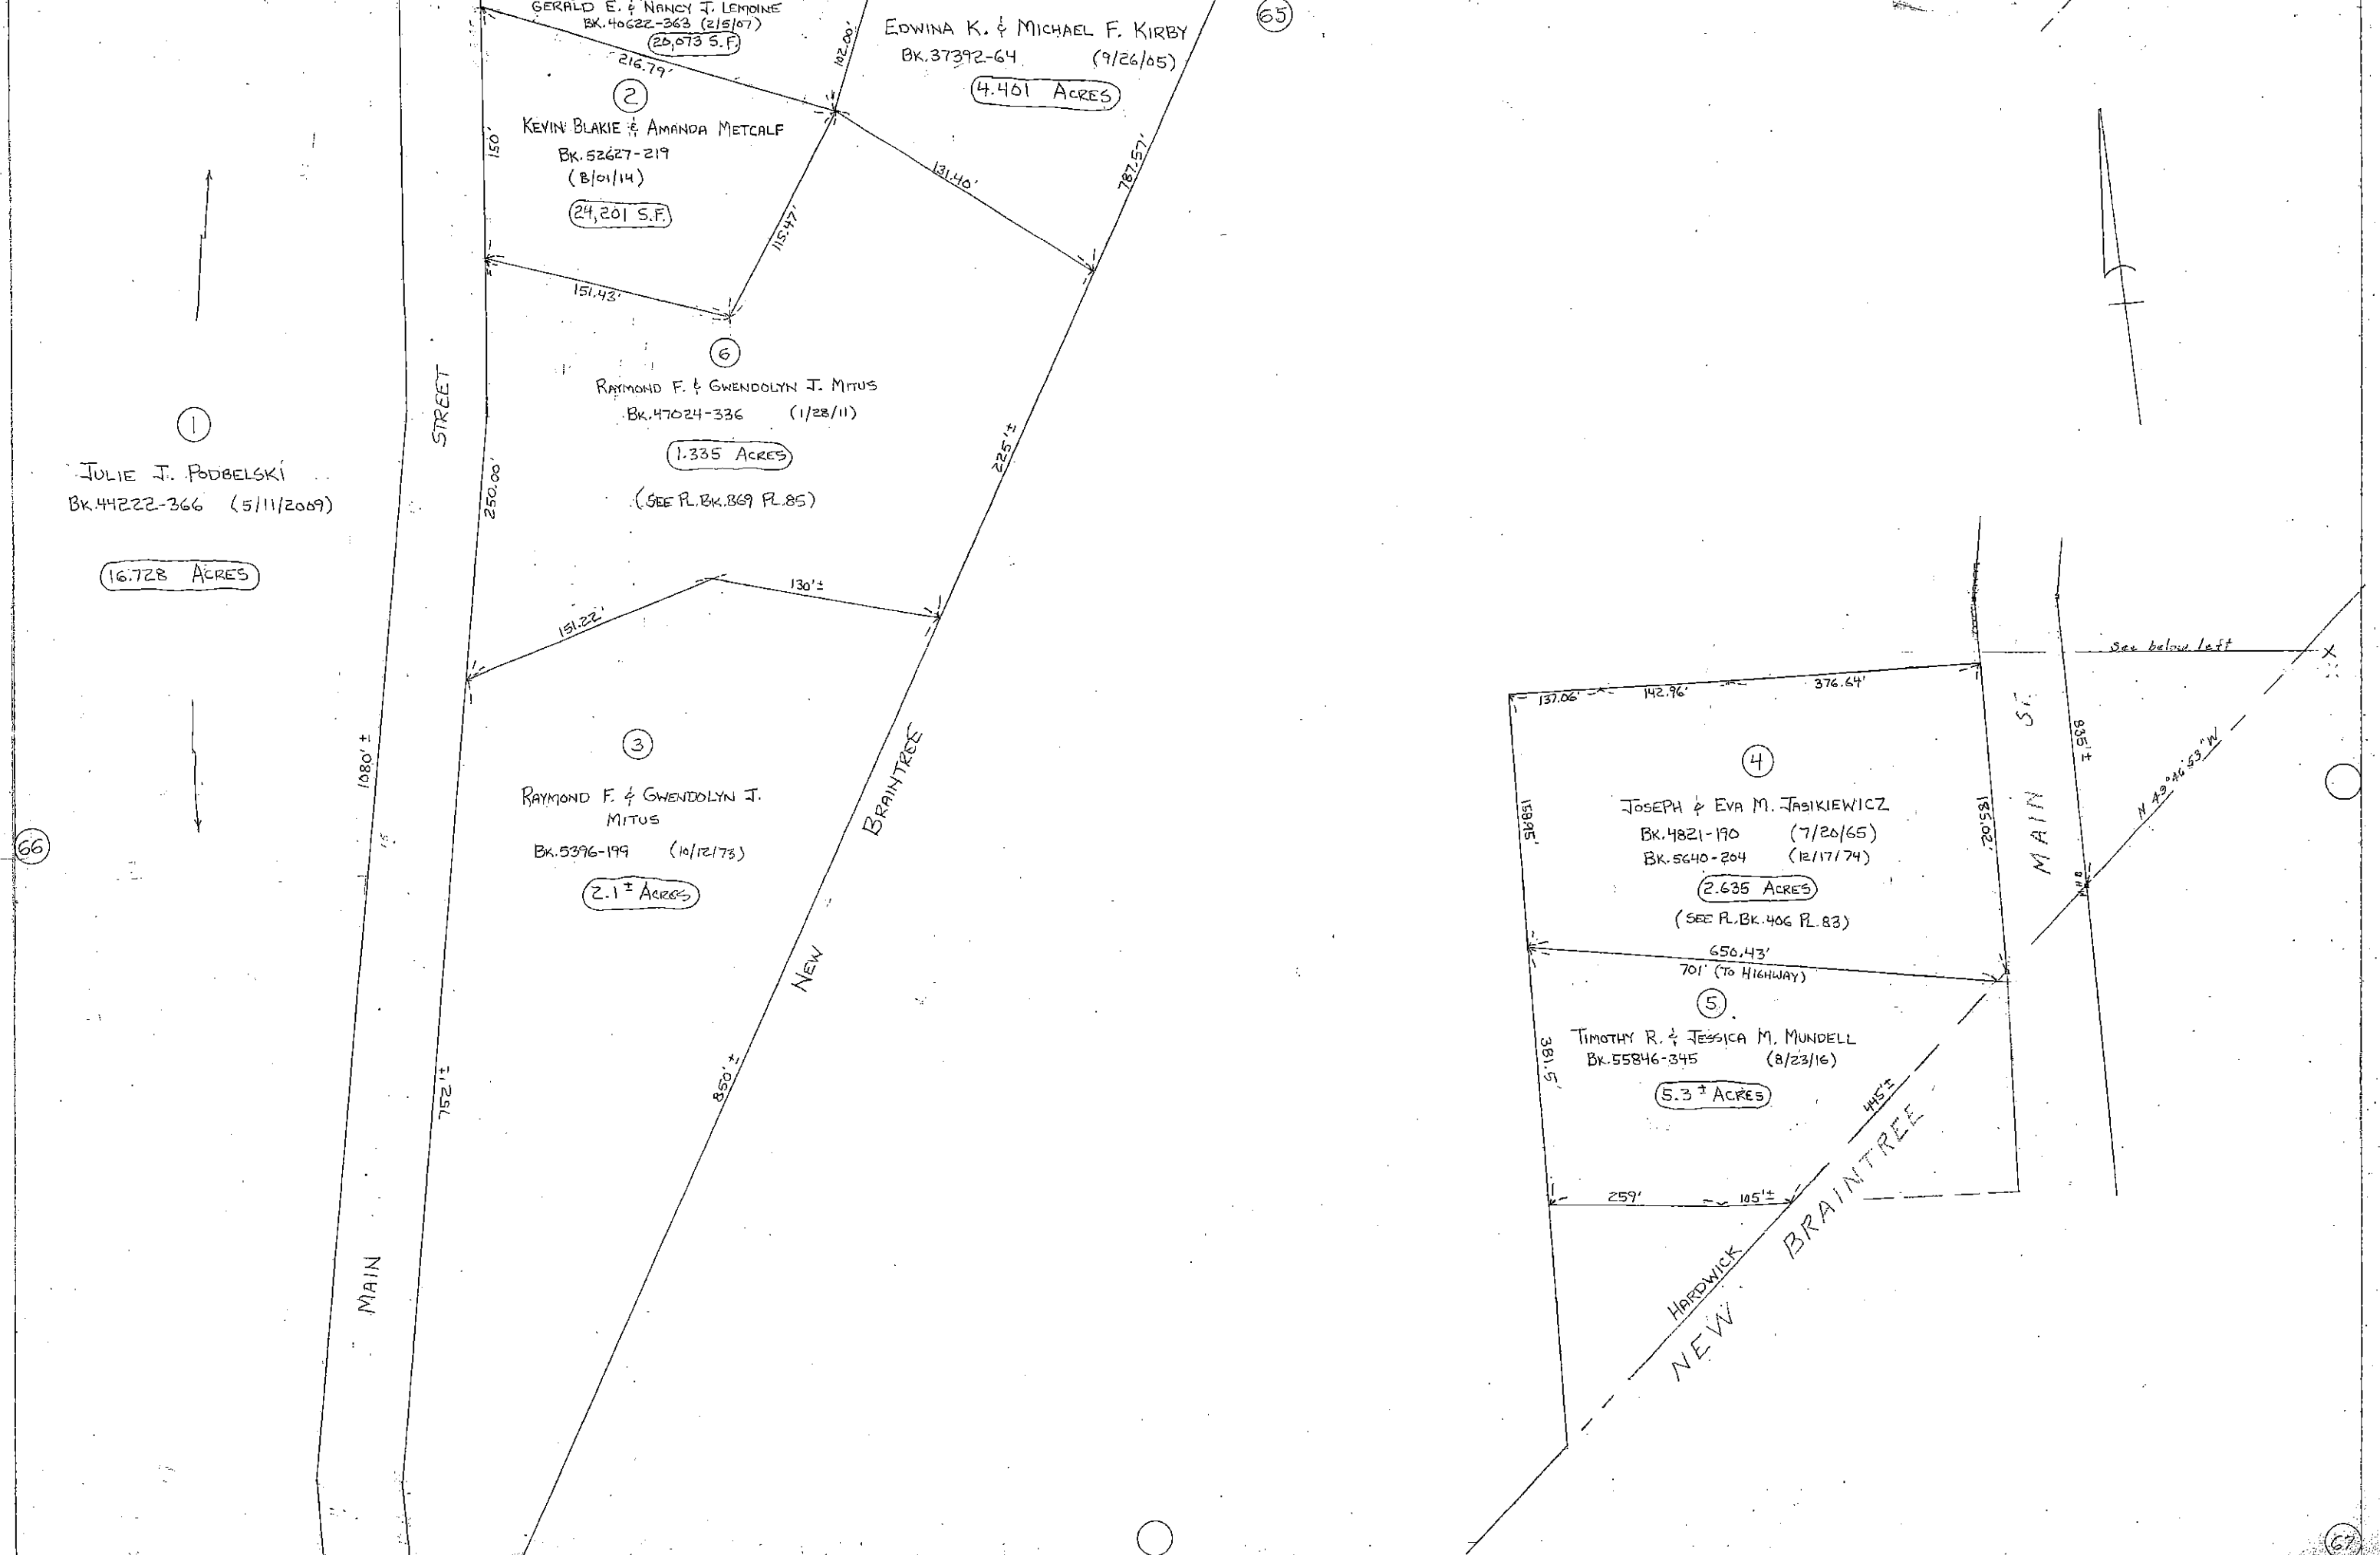 GERALD E. & NANCY J. LEMOINE
BK.40622-363 (2/5/07)
20,073 S.F.
216.79'
102.00'
EDWINA K. & MICHAEL F. KIRBY
BK.37392-64 (9/26/05)
4.401 ACRES
65
2
KEVIN BLAKIE & AMANDA METCALF
BK.52627-219
(8/01/14)
24,201 S.F.
150'
115.47'
131.40'
787.57'
151.43'
6
RAYMOND F. & GWENDOLYN J. MITUS
BK.47024-336 (1/28/11)
1.335 ACRES
(SEE PL.BK.869 PL.85)
STREET
250.00'
225'±
1
JULIE J. PODBELSKI
BK.44222-366 (5/11/2009)
16.728 ACRES
151.22'
130'±
3
RAYMOND F. & GWENDOLYN J.
MITUS
BK.5396-199 (10/12/73)
2.1± ACRES
1080'±
66
752'±
850'±
NEW BRAINTREE
MAIN
See below left
X
137.06'
142.96'
376.64'
4
JOSEPH & EVA M. JASIKIEWICZ
BK.4821-190 (7/20/65)
BK.5640-204 (12/17/74)
2.635 ACRES
(SEE PL.BK.406 PL.83)
158.95'
185.02'
MAIN ST.
835'±
N 49°46'53"W
650.43'
701' (TO HIGHWAY)
5
TIMOTHY R. & JESSICA M. MUNDELL
BK.55846-345 (8/23/16)
5.3± ACRES
381.5'
445'±
259'
105'±
HARDWICK
NEW BRAINTREE
67